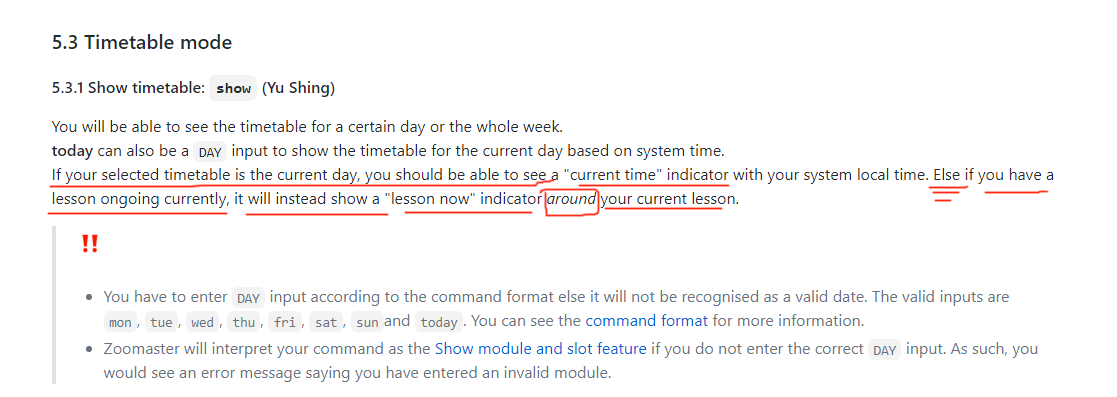 5.3 Timetable mode
5.3.1 Show timetable: show (Yu Shing)
You will be able to see the timetable for a certain day or the whole week.
today can also be a DAY input to show the timetable for the current day based on system time.
If your selected timetable is the current day, you should be able to see a "current time" indicator with your system local time. Else if you have a
lesson ongoing currently, it will instead show a "lesson now" indicator around your current lesson.
‼
• You have to enter DAY input according to the command format else it will not be recognised as a valid date. The valid inputs are
mon, tue, wed, thu, fri, sat, sun and today. You can see the command format for more information.
• Zoomaster will interpret your command as the Show module and slot feature if you do not enter the correct DAY input. As such, you
would see an error message saying you have entered an invalid module.